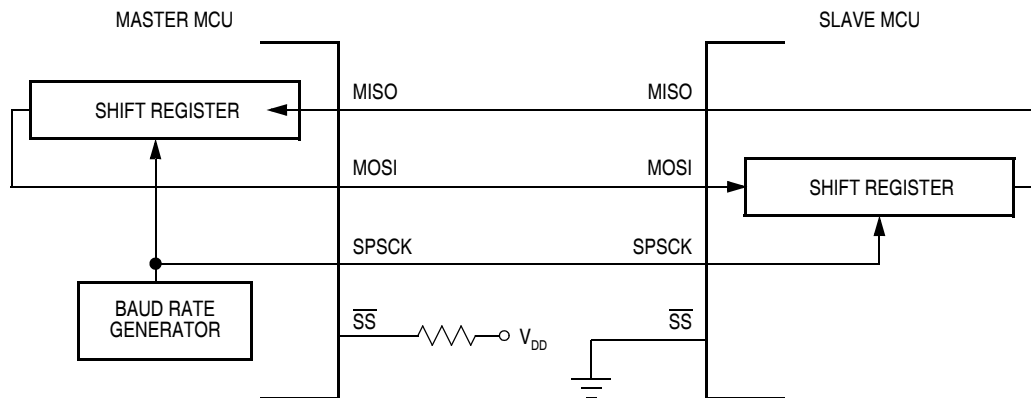 MASTER MCU
SLAVE MCU
SHIFT REGISTER
MISO
MISO
MOSI
MOSI
SHIFT REGISTER
SPSCK
SPSCK
BAUD RATE
GENERATOR
SS
VDD
SS